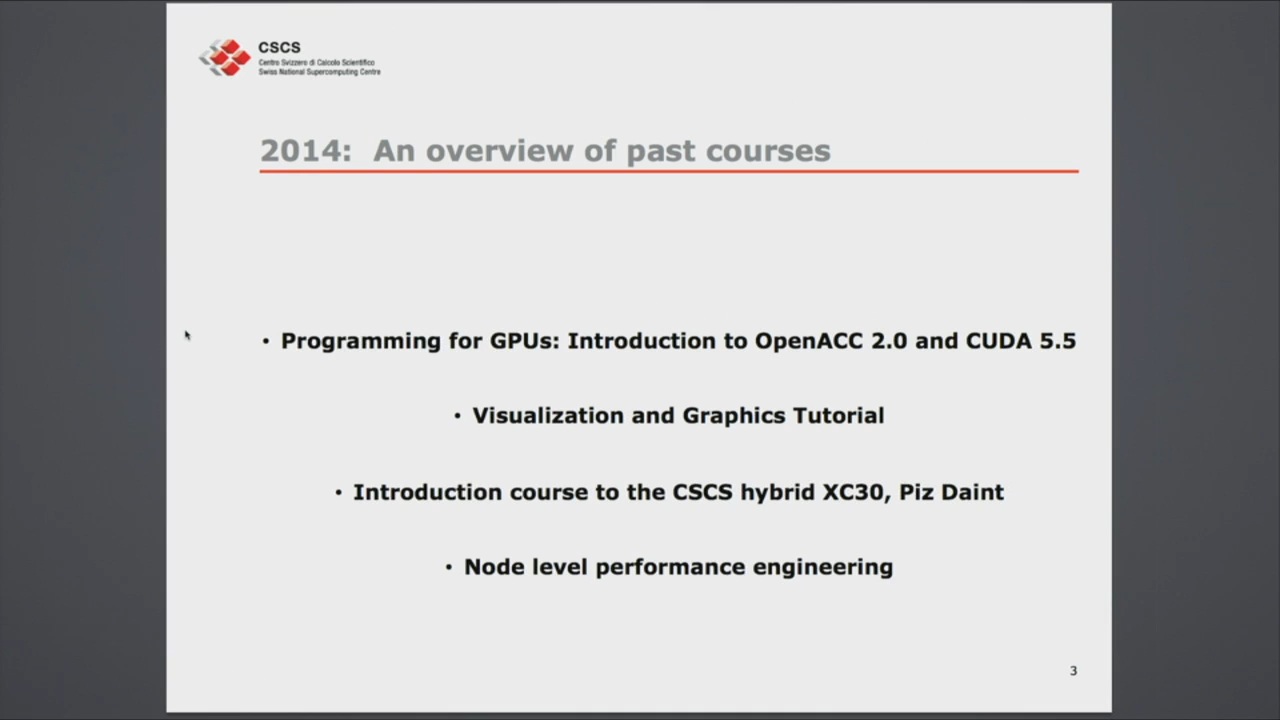 CSCS
Centro Svizzero di Calcolo Scientifico
Swiss National Supercomputing Centre
2014: An overview of past courses
• Programming for GPUs: Introduction to OpenACC 2.0 and CUDA 5.5
• Visualization and Graphics Tutorial
• Introduction course to the CSCS hybrid XC30, Piz Daint
• Node level performance engineering
3